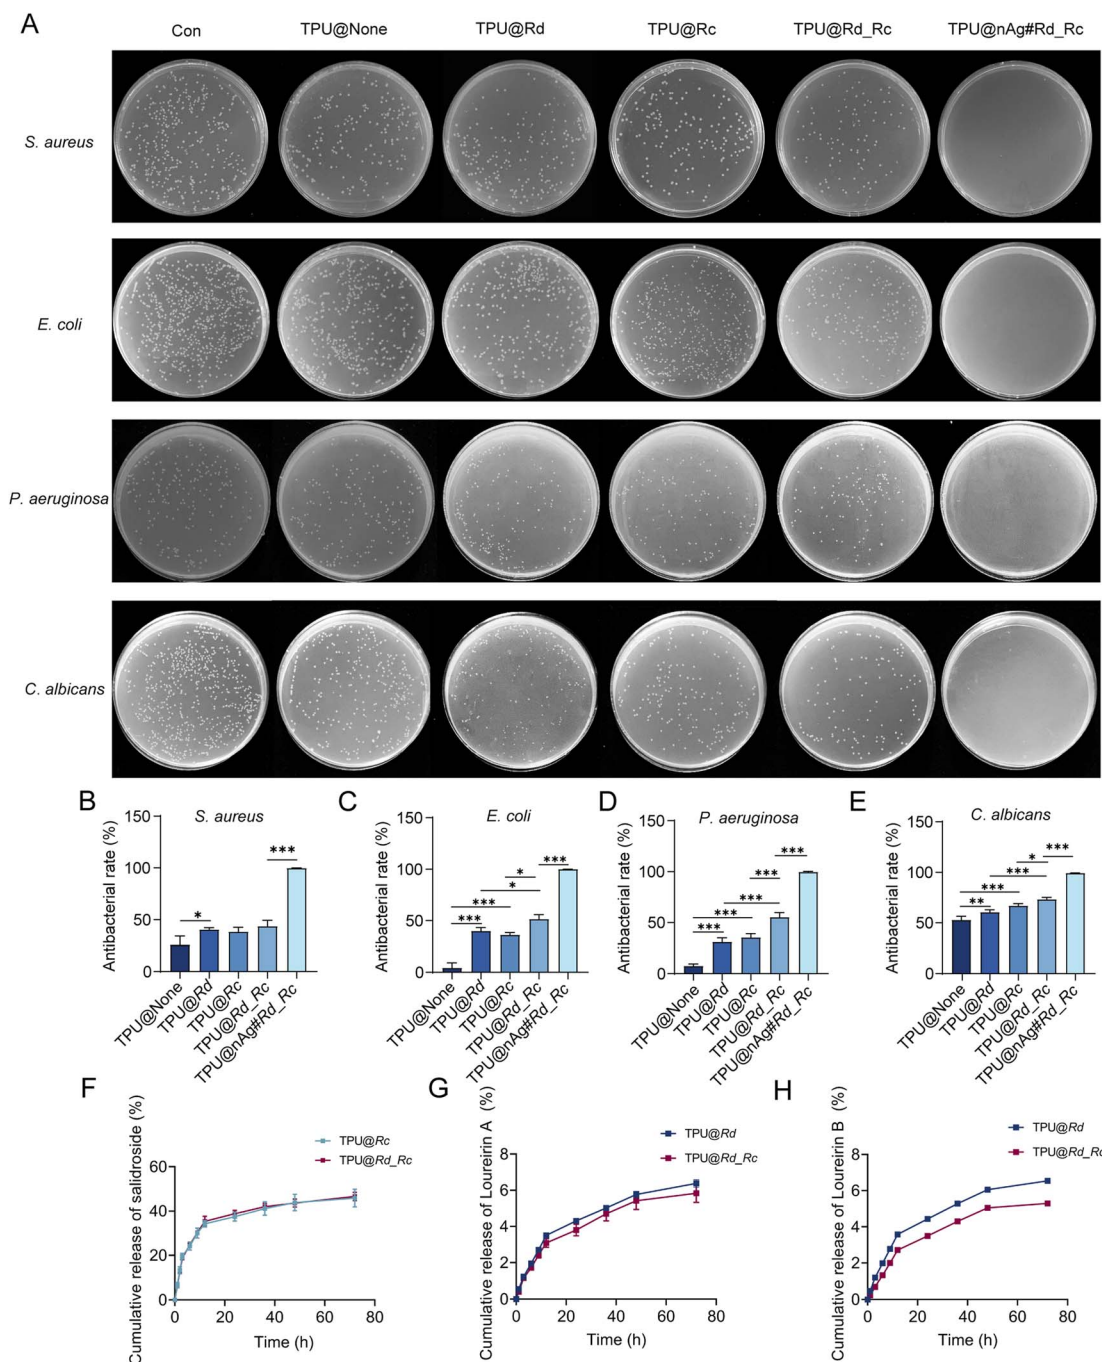 A
Con TPU@None TPU@Rd TPU@Rc TPU@Rd_Rc TPU@nAg#Rd_Rc
S. aureus
E. coli
P. aeruginosa
C. albicans
B
S. aureus
Antibacterial rate (%)
150
100
50
0
*
***
TPU@None
TPU@Rd
TPU@Rc
TPU@Rd_Rc
TPU@nAg#Rd_Rc
C
E. coli
Antibacterial rate (%)
150
100
50
0
***
*
*
***
***
TPU@None
TPU@Rd
TPU@Rc
TPU@Rd_Rc
TPU@nAg#Rd_Rc
D
P. aeruginosa
Antibacterial rate (%)
150
100
50
0
***
***
***
***
***
TPU@None
TPU@Rd
TPU@Rc
TPU@Rd_Rc
TPU@nAg#Rd_Rc
E
C. albicans
Antibacterial rate (%)
150
100
50
0
***
*
***
***
**
TPU@None
TPU@Rd
TPU@Rc
TPU@Rd_Rc
TPU@nAg#Rd_Rc
F
Cumulative release of salidroside (%)
TPU@Rc
TPU@Rd_Rc
60
40
20
0
0 20 40 60 80
Time (h)
G
Cumulative release of Loureirin A (%)
TPU@Rd
TPU@Rd_Rc
8
6
4
2
0
0 20 40 60 80
Time (h)
H
Cumulative release of Loureirin B (%)
TPU@Rd
TPU@Rd_Rc
8
6
4
2
0
0 20 40 60 80
Time (h)